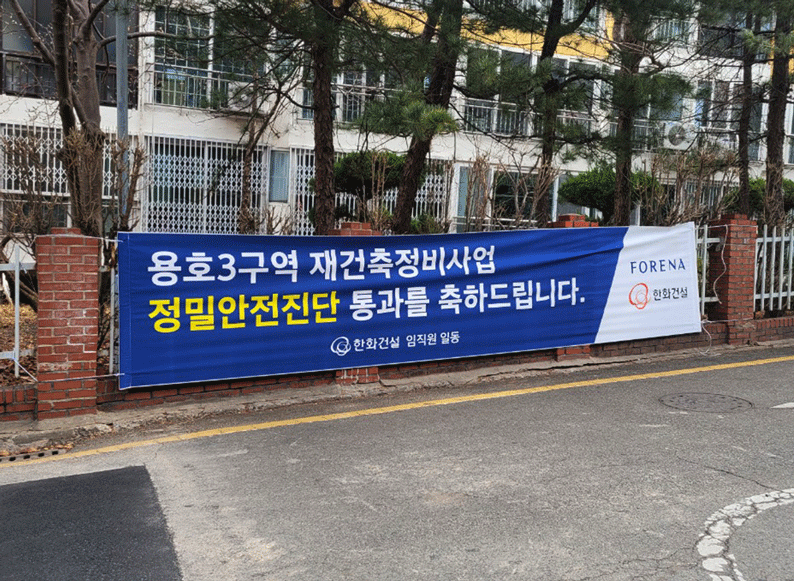 용호3구역 재건축정비사업
정밀안전진단 통과를 축하드립니다.
한화건설 임직원 일동
FORENA
한화건설